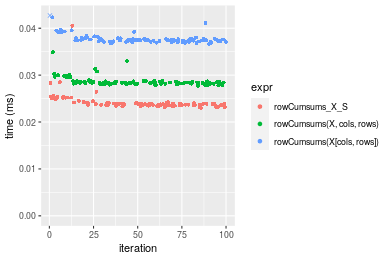 0.04
0.03
0.02
0.01
0.00
time (ms)
0
25
50
75
100
iteration
expr
rowCumsums_X_S
rowCumsums(X, cols, rows)
rowCumsums(X[cols, rows])